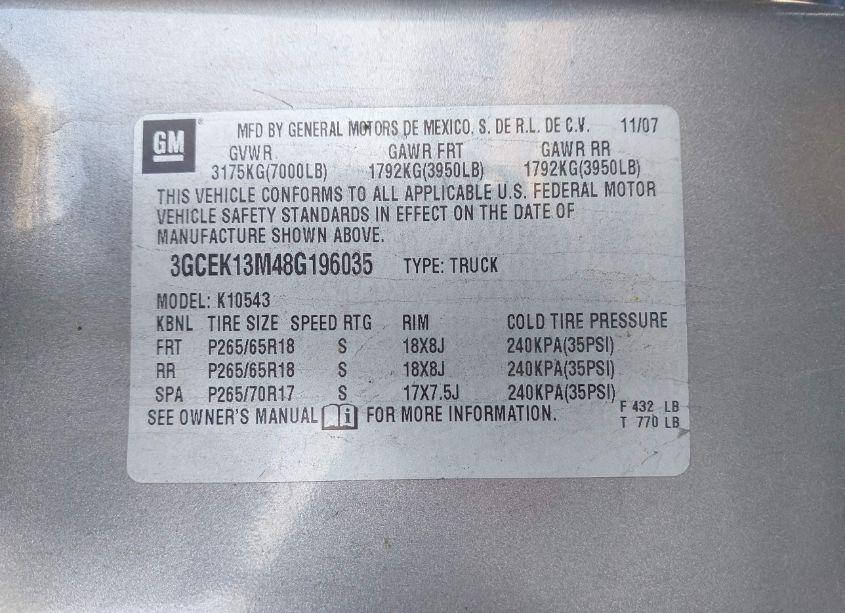 GM MFD BY GENERAL MOTORS DE MEXICO, S. DE R.L. DE C.V. 11/07
GVWR GAWR FRT GAWR RR
3175KG(7000LB) 1792KG(3950LB) 1792KG(3950LB)
THIS VEHICLE CONFORMS TO ALL APPLICABLE U.S. FEDERAL MOTOR
VEHICLE SAFETY STANDARDS IN EFFECT ON THE DATE OF
MANUFACTURE SHOWN ABOVE.
3GCEK13M48G196035 TYPE: TRUCK
MODEL: K10543
KBNL TIRE SIZE SPEED RTG RIM COLD TIRE PRESSURE
FRT P265/65R18 S 18X8J 240KPA(35PSI)
RR P265/65R18 S 18X8J 240KPA(35PSI)
SPA P265/70R17 S 17X7.5J 240KPA(35PSI)
SEE OWNER'S MANUAL i FOR MORE INFORMATION.
F 432 LB
T 770 LB